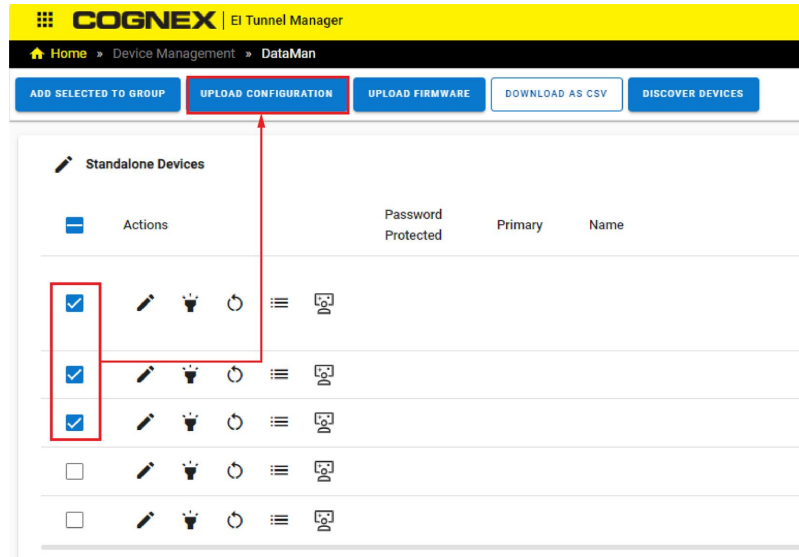 COGNEX EI Tunnel Manager
Home » Device Management » DataMan
ADD SELECTED TO GROUP UPLOAD CONFIGURATION UPLOAD FIRMWARE DOWNLOAD AS CSV DISCOVER DEVICES
Standalone Devices
Actions Password Protected Primary Name